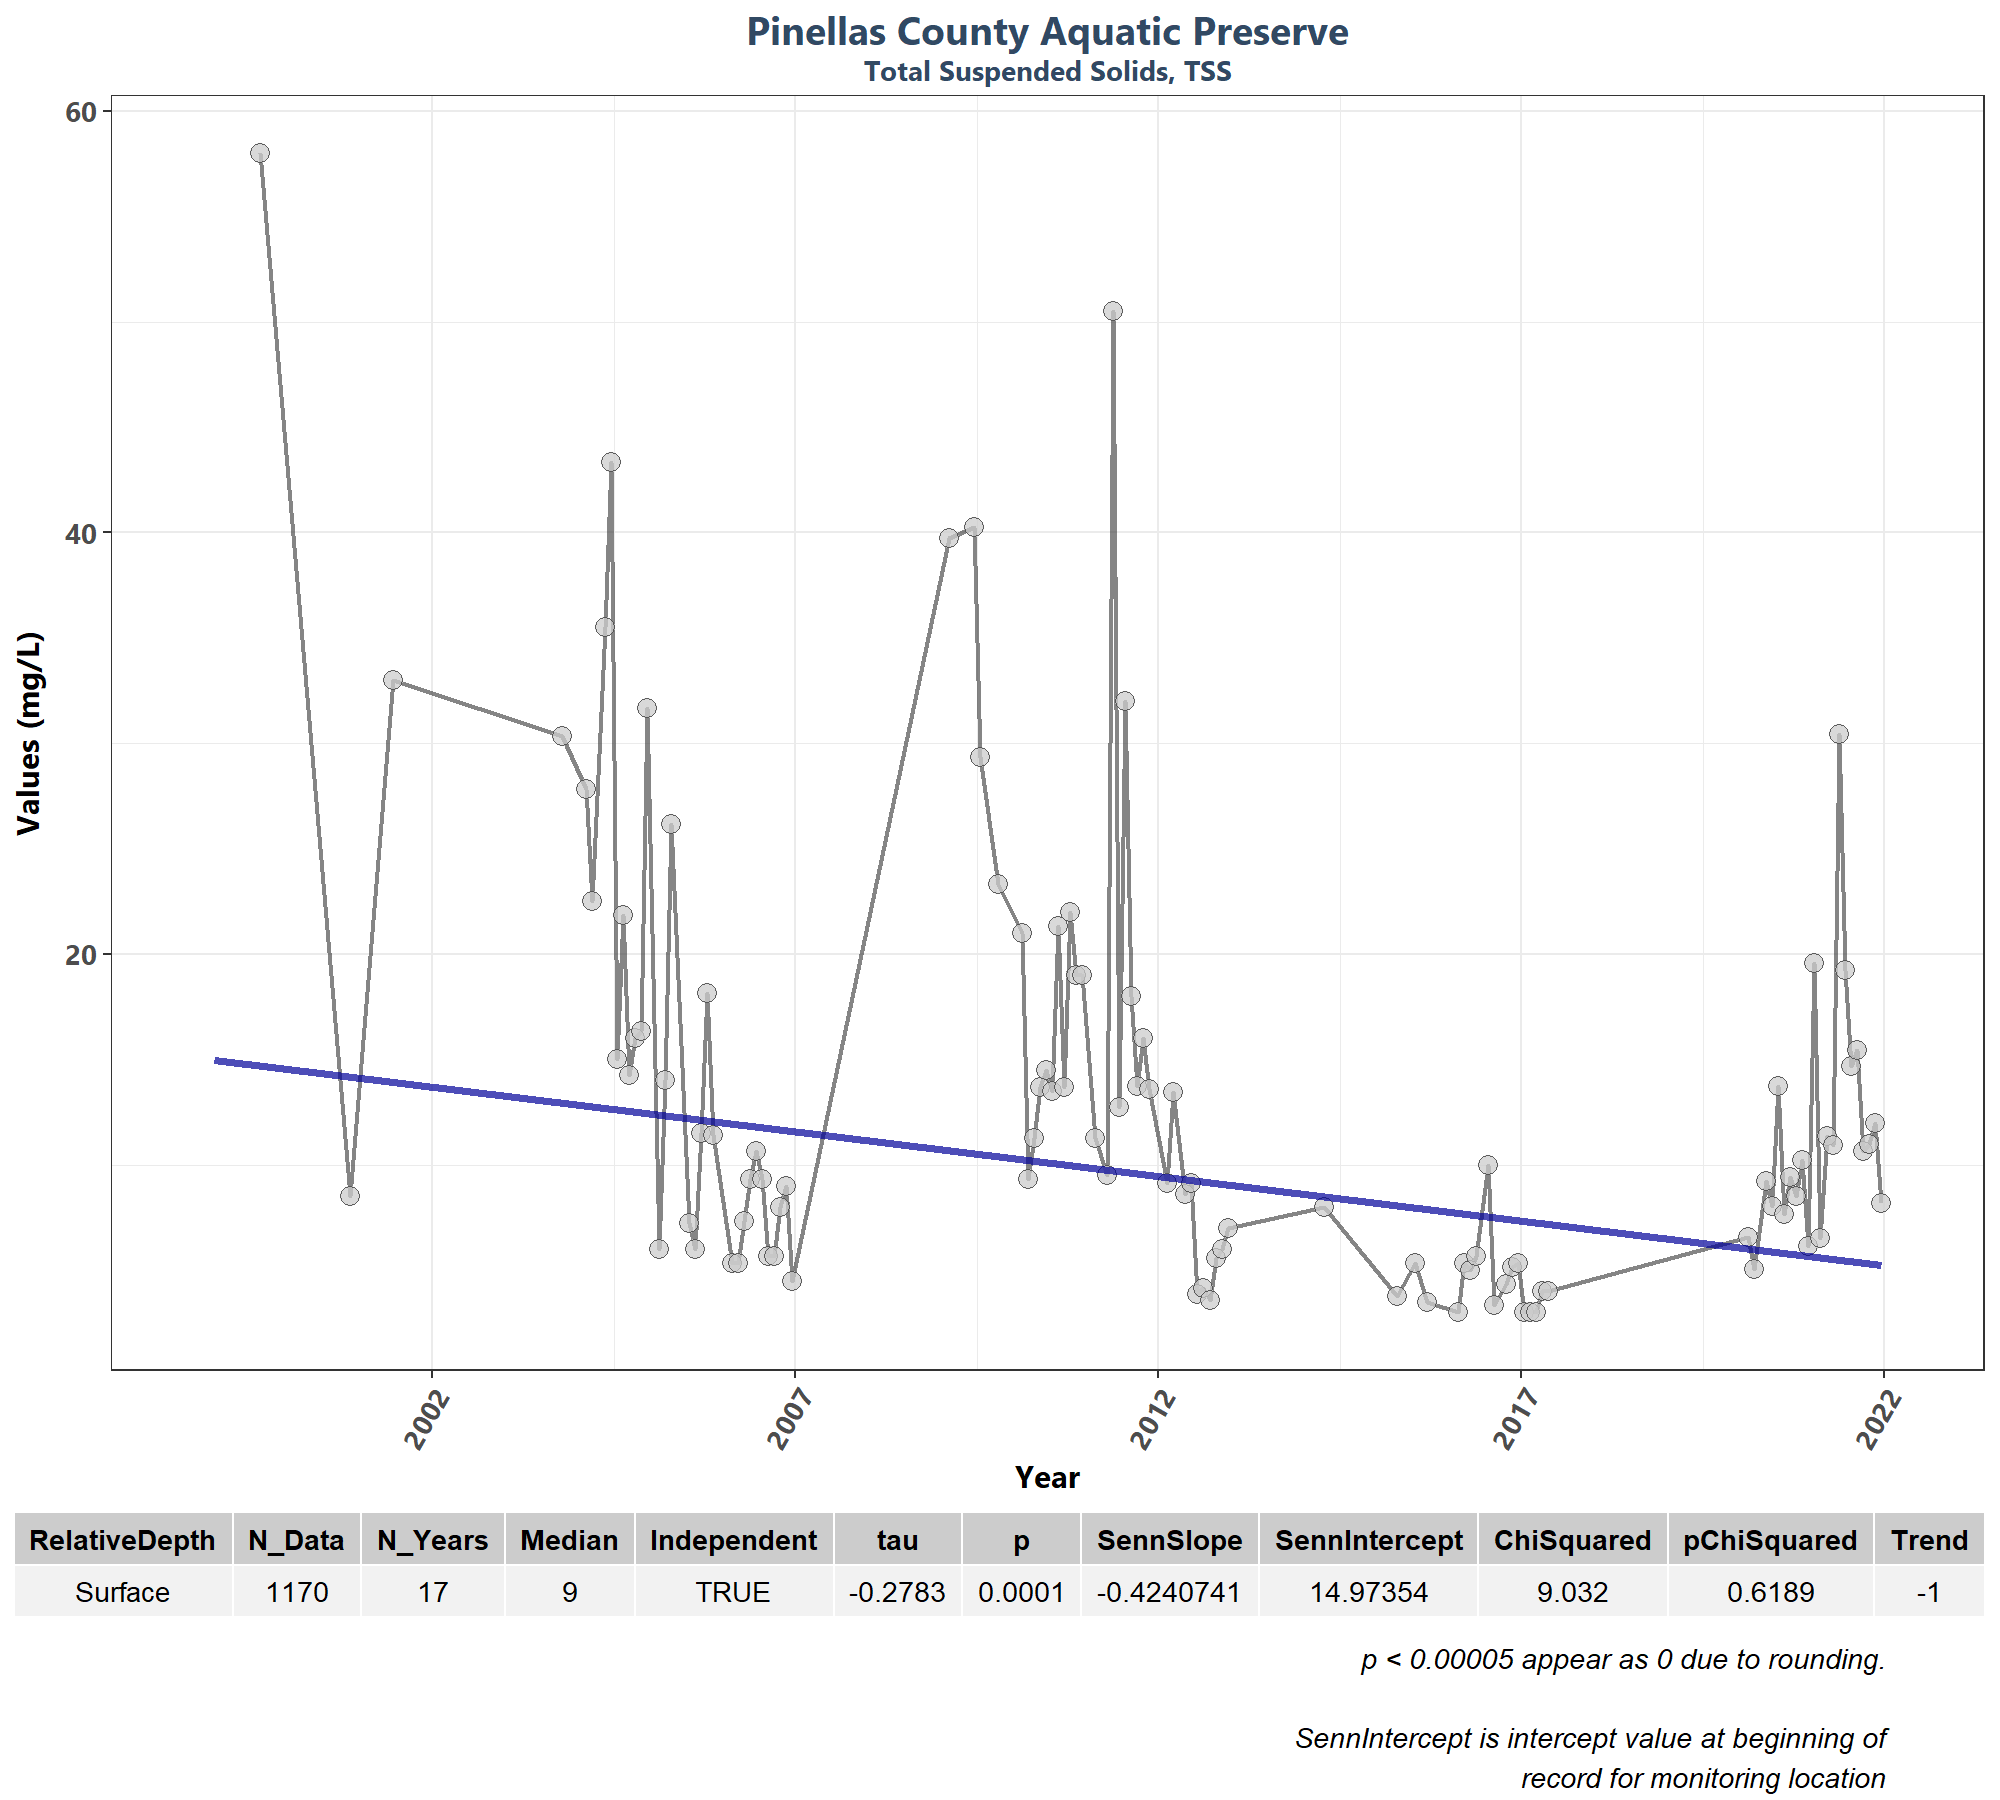 Pinellas County Aquatic Preserve
Total Suspended Solids, TSS
60
40
20
Values (mg/L)
2002
2007
2012
2017
2022
Year
RelativeDepth N_Data N_Years Median Independent tau p SennSlope SennIntercept ChiSquared pChiSquared Trend
Surface 1170 17 9 TRUE -0.2783 0.0001 -0.4240741 14.97354 9.032 0.6189 -1
p < 0.00005 appear as 0 due to rounding.
SennIntercept is intercept value at beginning of
record for monitoring location